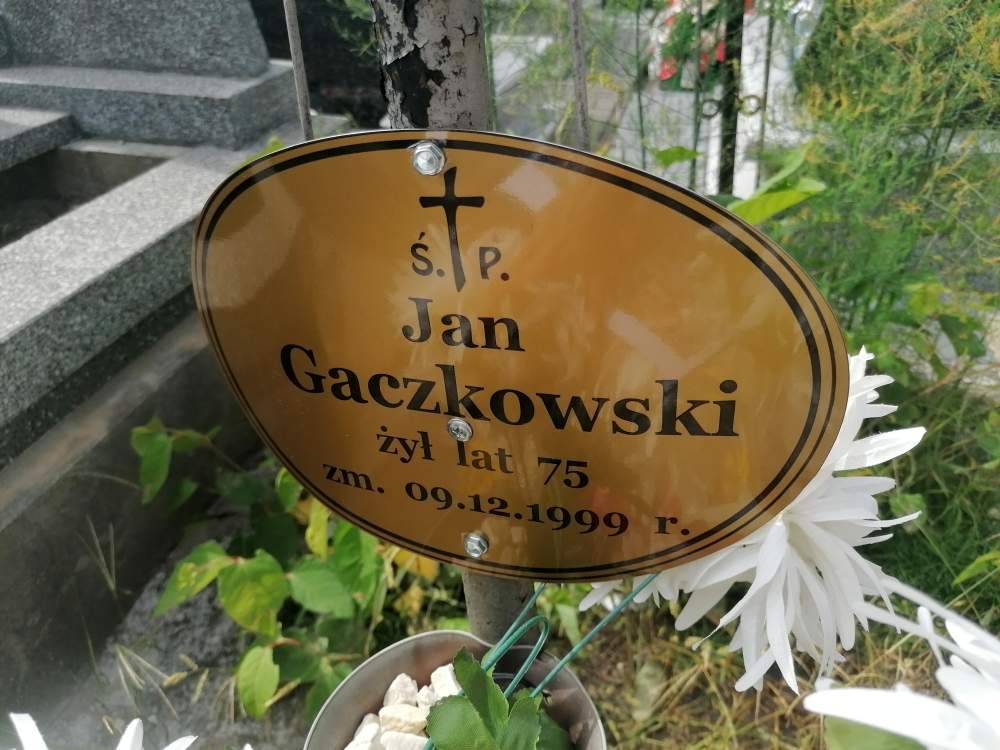 Ś. P.
Jan
Gaczkowski
żył lat 75
zm. 09.12.1999 r.